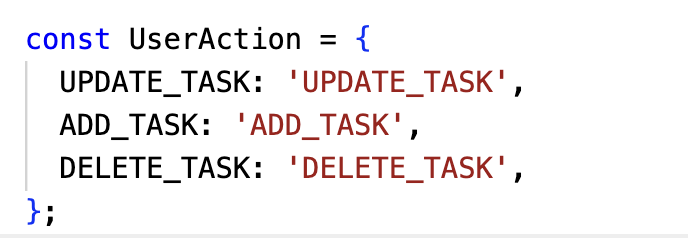 const UserAction = {
  UPDATE_TASK: 'UPDATE_TASK',
  ADD_TASK: 'ADD_TASK',
  DELETE_TASK: 'DELETE_TASK',
};